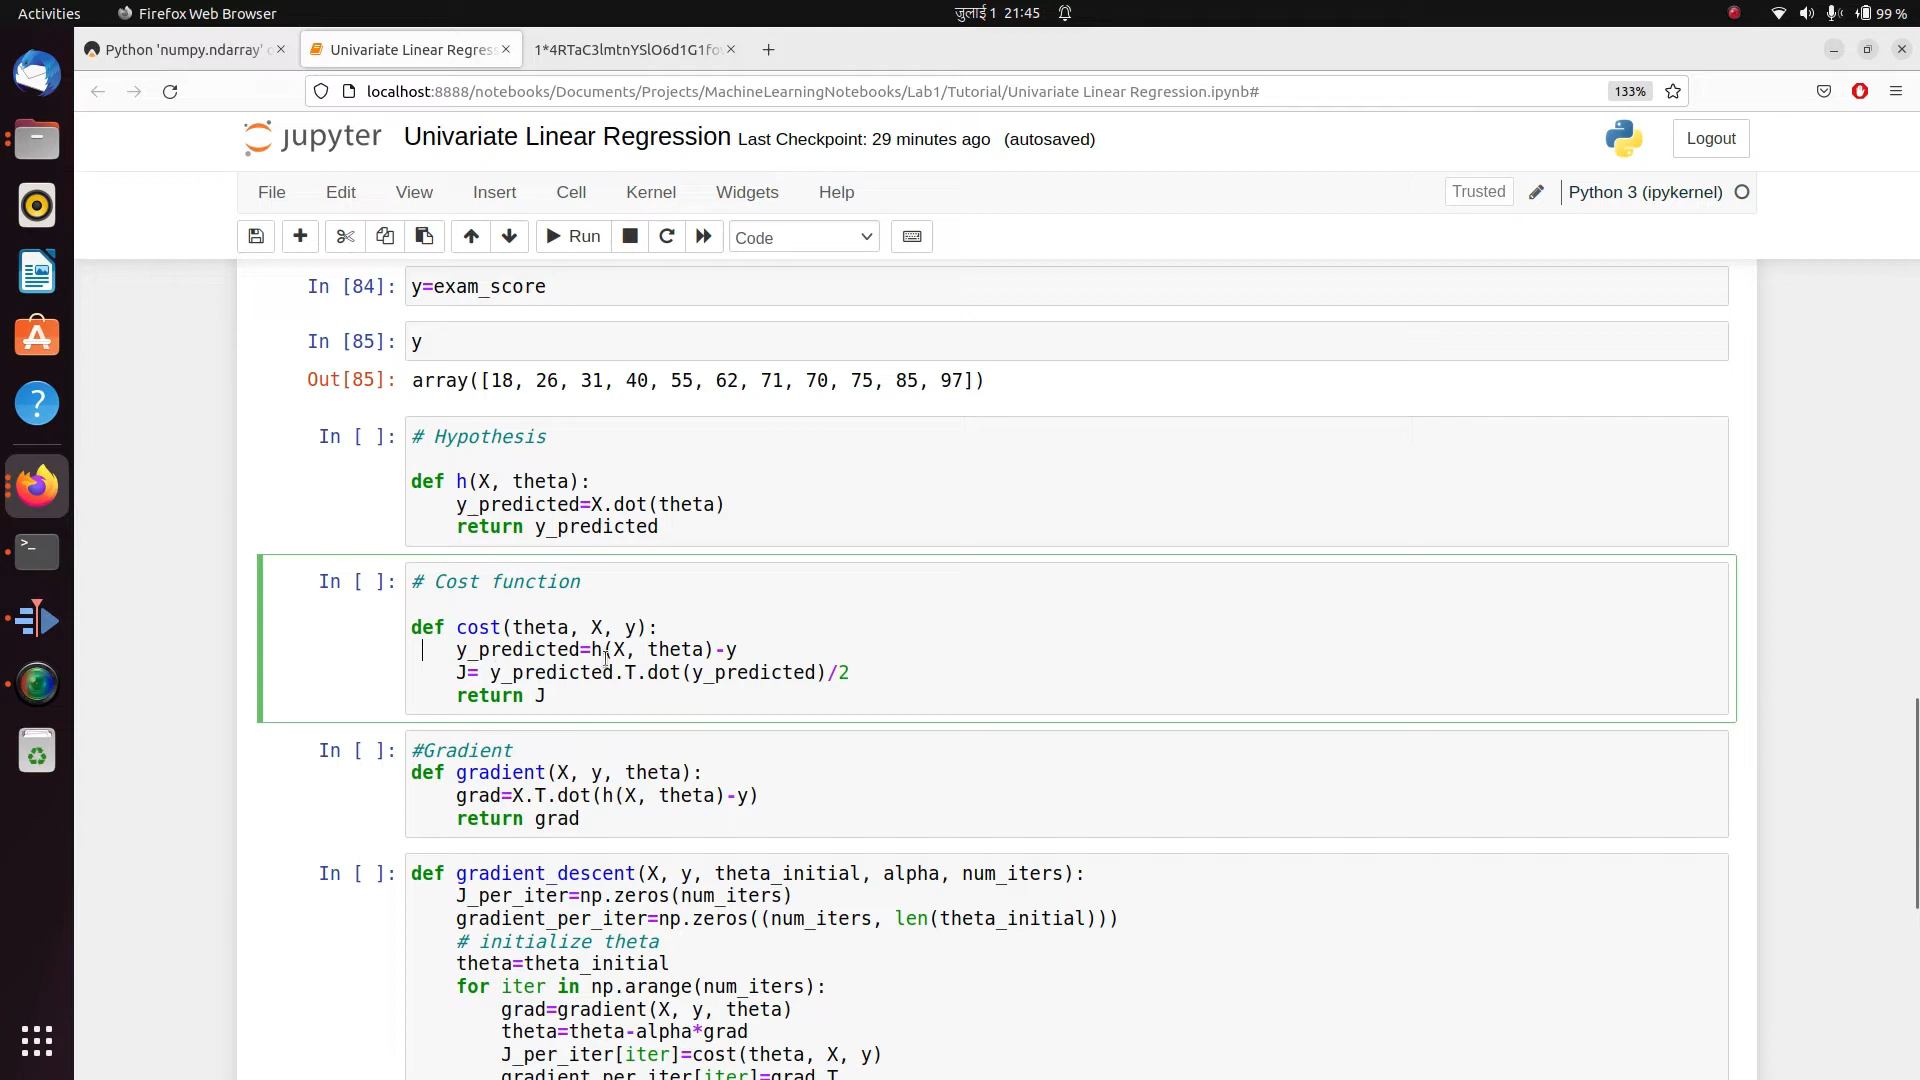 Activities Firefox Web Browser जुलाई 1 21:45 99 %
Python 'numpy.ndarray' Univariate Linear Regress 1*4RTaC3lmtnYSlO6d1G1fo
localhost:8888/notebooks/Documents/Projects/MachineLearningNotebooks/Lab1/Tutorial/Univariate Linear Regression.ipynb# 133%
jupyter Univariate Linear Regression Last Checkpoint: 29 minutes ago (autosaved) Logout
File Edit View Insert Cell Kernel Widgets Help Trusted Python 3 (ipykernel)
Run Code
In [84]: y=exam_score
In [85]: y
Out[85]: array([18, 26, 31, 40, 55, 62, 71, 70, 75, 85, 97])
In [ ]: # Hypothesis
def h(X, theta):
y_predicted=X.dot(theta)
return y_predicted
In [ ]: # Cost function
def cost(theta, X, y):
y_predicted=h(X, theta)-y
J= y_predicted.T.dot(y_predicted)/2
return J
In [ ]: #Gradient
def gradient(X, y, theta):
grad=X.T.dot(h(X, theta)-y)
return grad
In [ ]: def gradient_descent(X, y, theta_initial, alpha, num_iters):
J_per_iter=np.zeros(num_iters)
gradient_per_iter=np.zeros((num_iters, len(theta_initial)))
# initialize theta
theta=theta_initial
for iter in np.arange(num_iters):
grad=gradient(X, y, theta)
theta=theta-alpha*grad
J_per_iter[iter]=cost(theta, X, y)
gradient_per_iter[iter]=grad.T